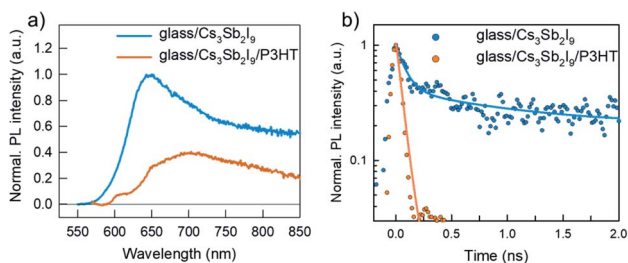 a)
glass/Cs3Sb2I9
glass/Cs3Sb2I9/P3HT
Normal. PL intensity (a.u.)
1.2
1.0
0.8
0.6
0.4
0.2
0.0
550 600 650 700 750 800 850
Wavelength (nm)
b)
glass/Cs3Sb2I9
glass/Cs3Sb2I9/P3HT
Normal. PL intensity (a.u.)
1
0.1
0.0 0.5 1.0 1.5 2.0
Time (ns)